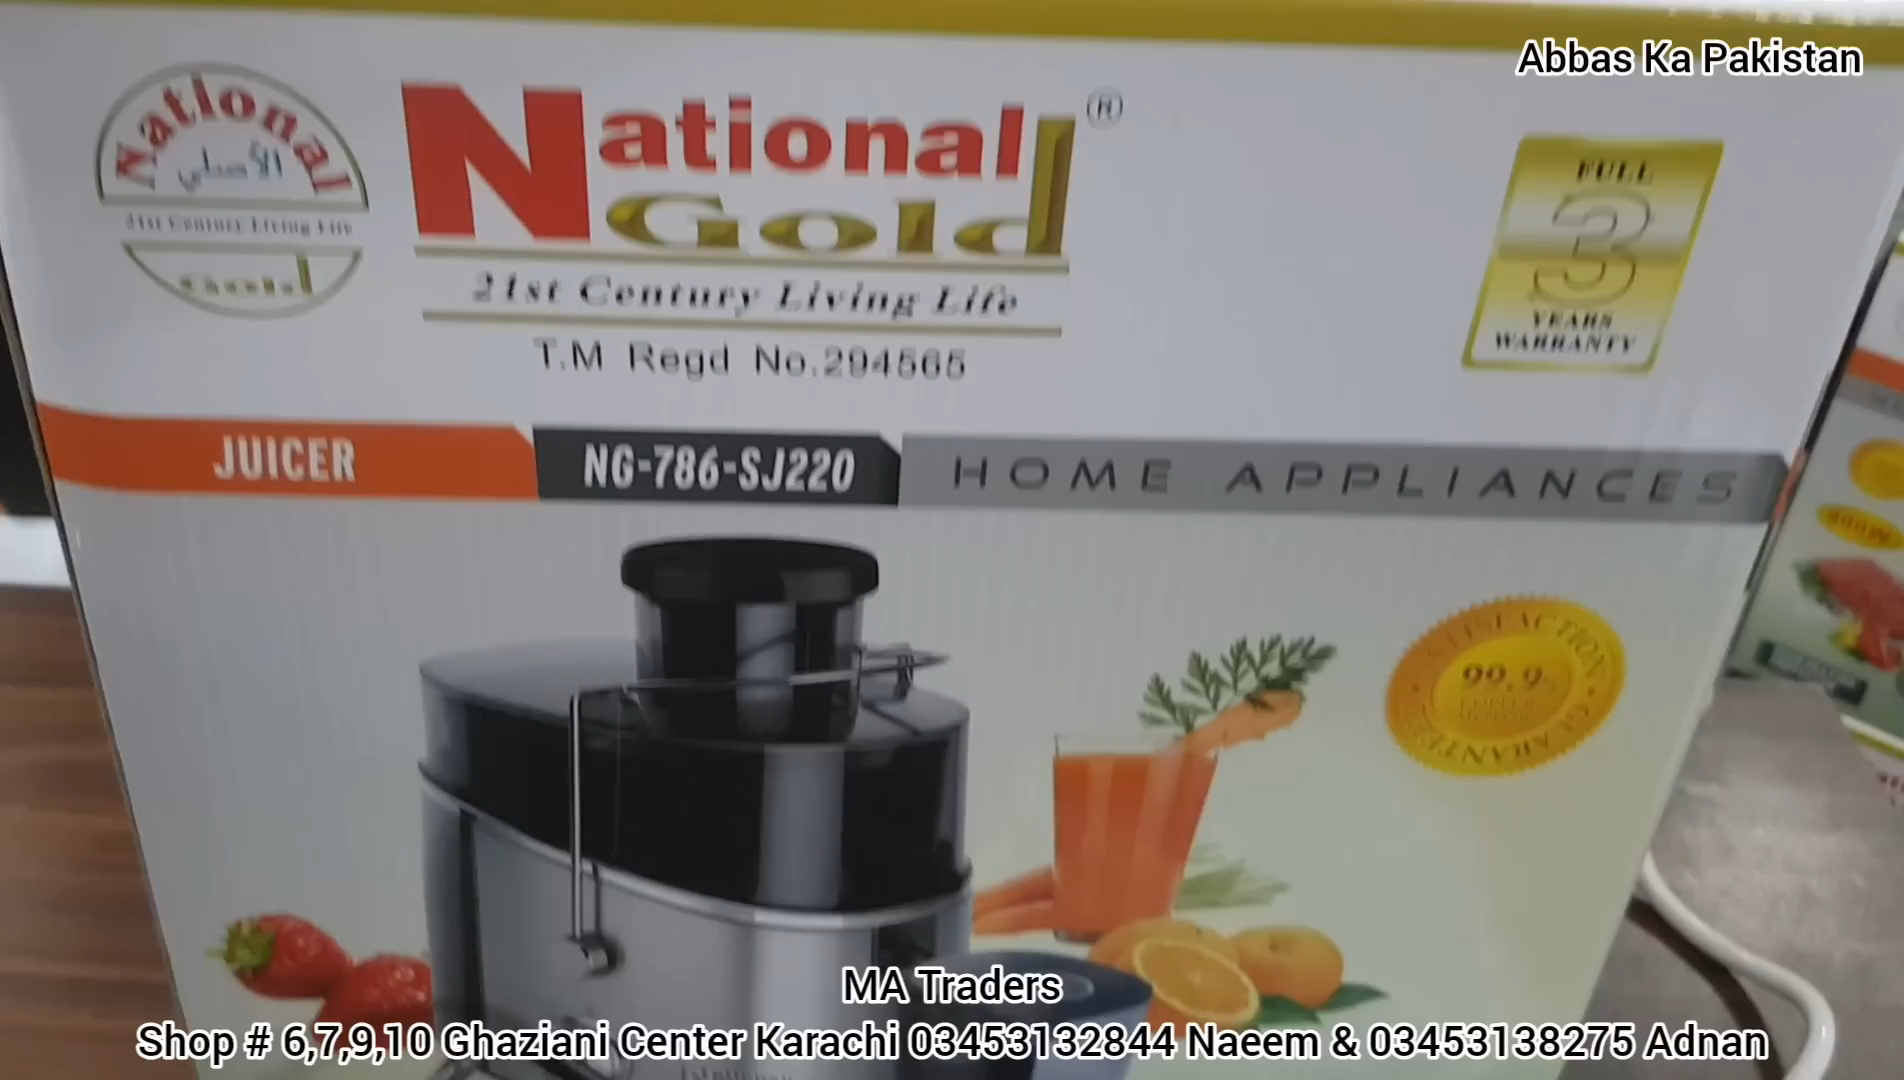 Abbas Ka Pakistan
National
الأصلي
21st Century Living Life
Gold
National ®
Gold
21st Century Living Life
T.M Regd No.294565
FULL
3
YEARS
WARRANTY
JUICER
NG-786-SJ220
HOME APPLIANCES
SATISFACTION
99.9%
GUARANTEE
MA Traders
Shop # 6,7,9,10 Ghaziani Center Karachi 03453132844 Naeem & 03453138275 Adnan